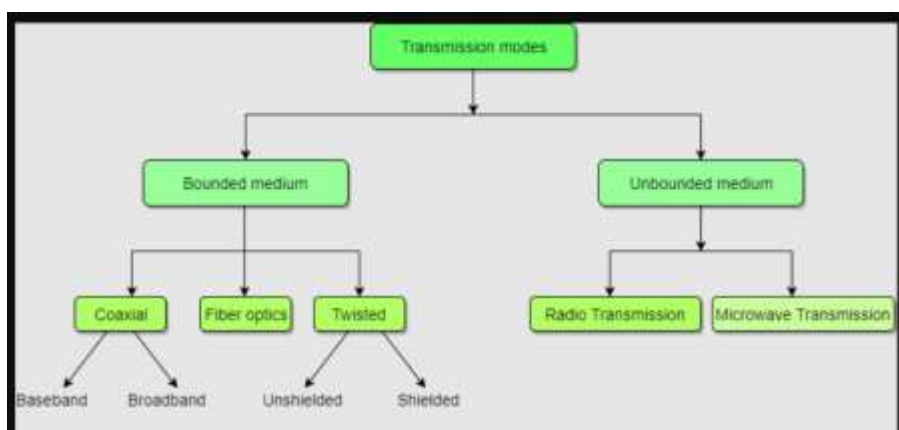 Transmission modes
Bounded medium
Unbounded medium
Coaxial
Fiber optics
Twisted
Radio Transmission
Microwave Transmission
Baseband
Broadband
Unshielded
Shielded